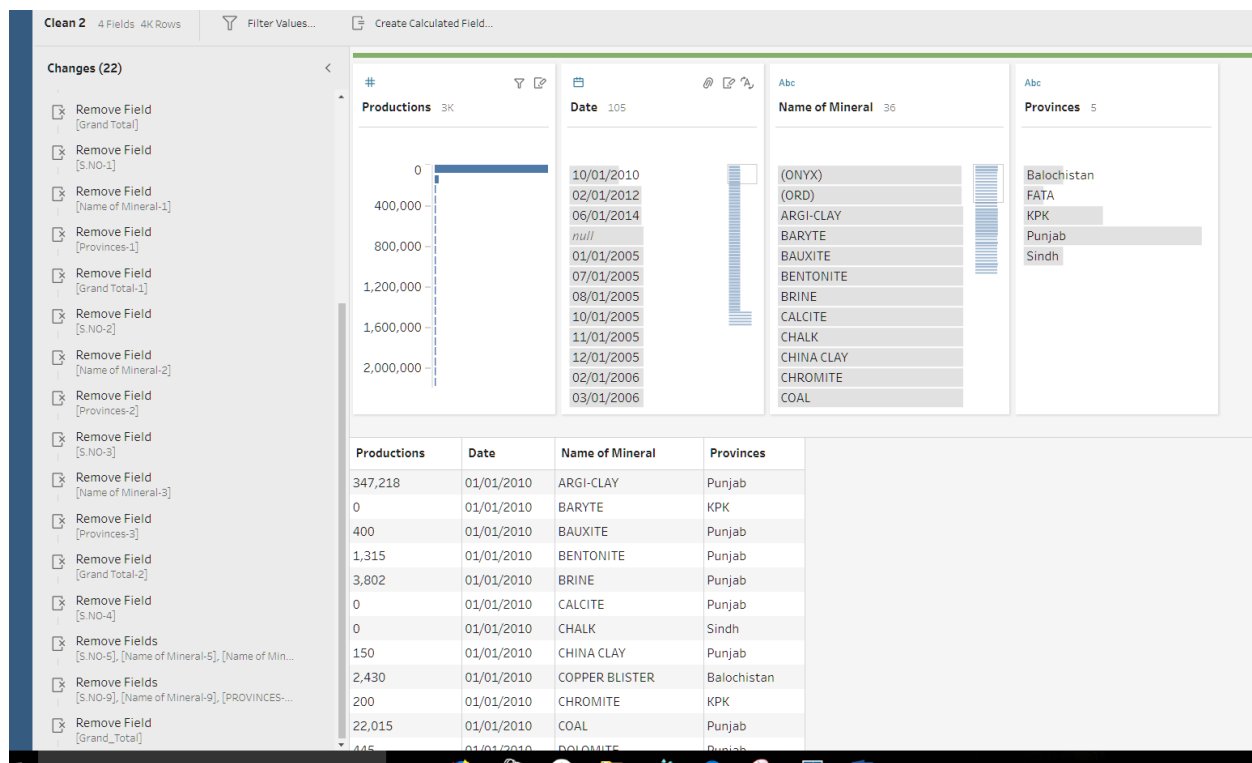 Clean 2 4 Fields 4K Rows Filter Values... Create Calculated Field...
Changes (22)
Remove Field
[Grand Total]
Remove Field
[S.NO-1]
Remove Field
[Name of Mineral-1]
Remove Field
[Provinces-1]
Remove Field
[Grand Total-1]
Remove Field
[S.NO-2]
Remove Field
[Name of Mineral-2]
Remove Field
[Provinces-2]
Remove Field
[S.NO-3]
Remove Field
[Name of Mineral-3]
Remove Field
[Provinces-3]
Remove Field
[Grand Total-2]
Remove Field
[S.NO-4]
Remove Fields
[S.NO-5], [Name of Mineral-5], [Name of Min...
Remove Fields
[S.NO-9], [Name of Mineral-9], [PROVINCES-...
Remove Field
[Grand_Total]
#
Productions 3K
0
400,000
800,000
1,200,000
1,600,000
2,000,000
Date 105
10/01/2010
02/01/2012
06/01/2014
null
01/01/2005
07/01/2005
08/01/2005
10/01/2005
11/01/2005
12/01/2005
02/01/2006
03/01/2006
Abc
Name of Mineral 36
(ONYX)
(ORD)
ARGI-CLAY
BARYTE
BAUXITE
BENTONITE
BRINE
CALCITE
CHALK
CHINA CLAY
CHROMITE
COAL
Abc
Provinces 5
Balochistan
FATA
KPK
Punjab
Sindh
Productions Date Name of Mineral Provinces
347,218 01/01/2010 ARGI-CLAY Punjab
0 01/01/2010 BARYTE KPK
400 01/01/2010 BAUXITE Punjab
1,315 01/01/2010 BENTONITE Punjab
3,802 01/01/2010 BRINE Punjab
0 01/01/2010 CALCITE Punjab
0 01/01/2010 CHALK Sindh
150 01/01/2010 CHINA CLAY Punjab
2,430 01/01/2010 COPPER BLISTER Balochistan
200 01/01/2010 CHROMITE KPK
22,015 01/01/2010 COAL Punjab
445 01/01/2010 DOLOMITE Punjab